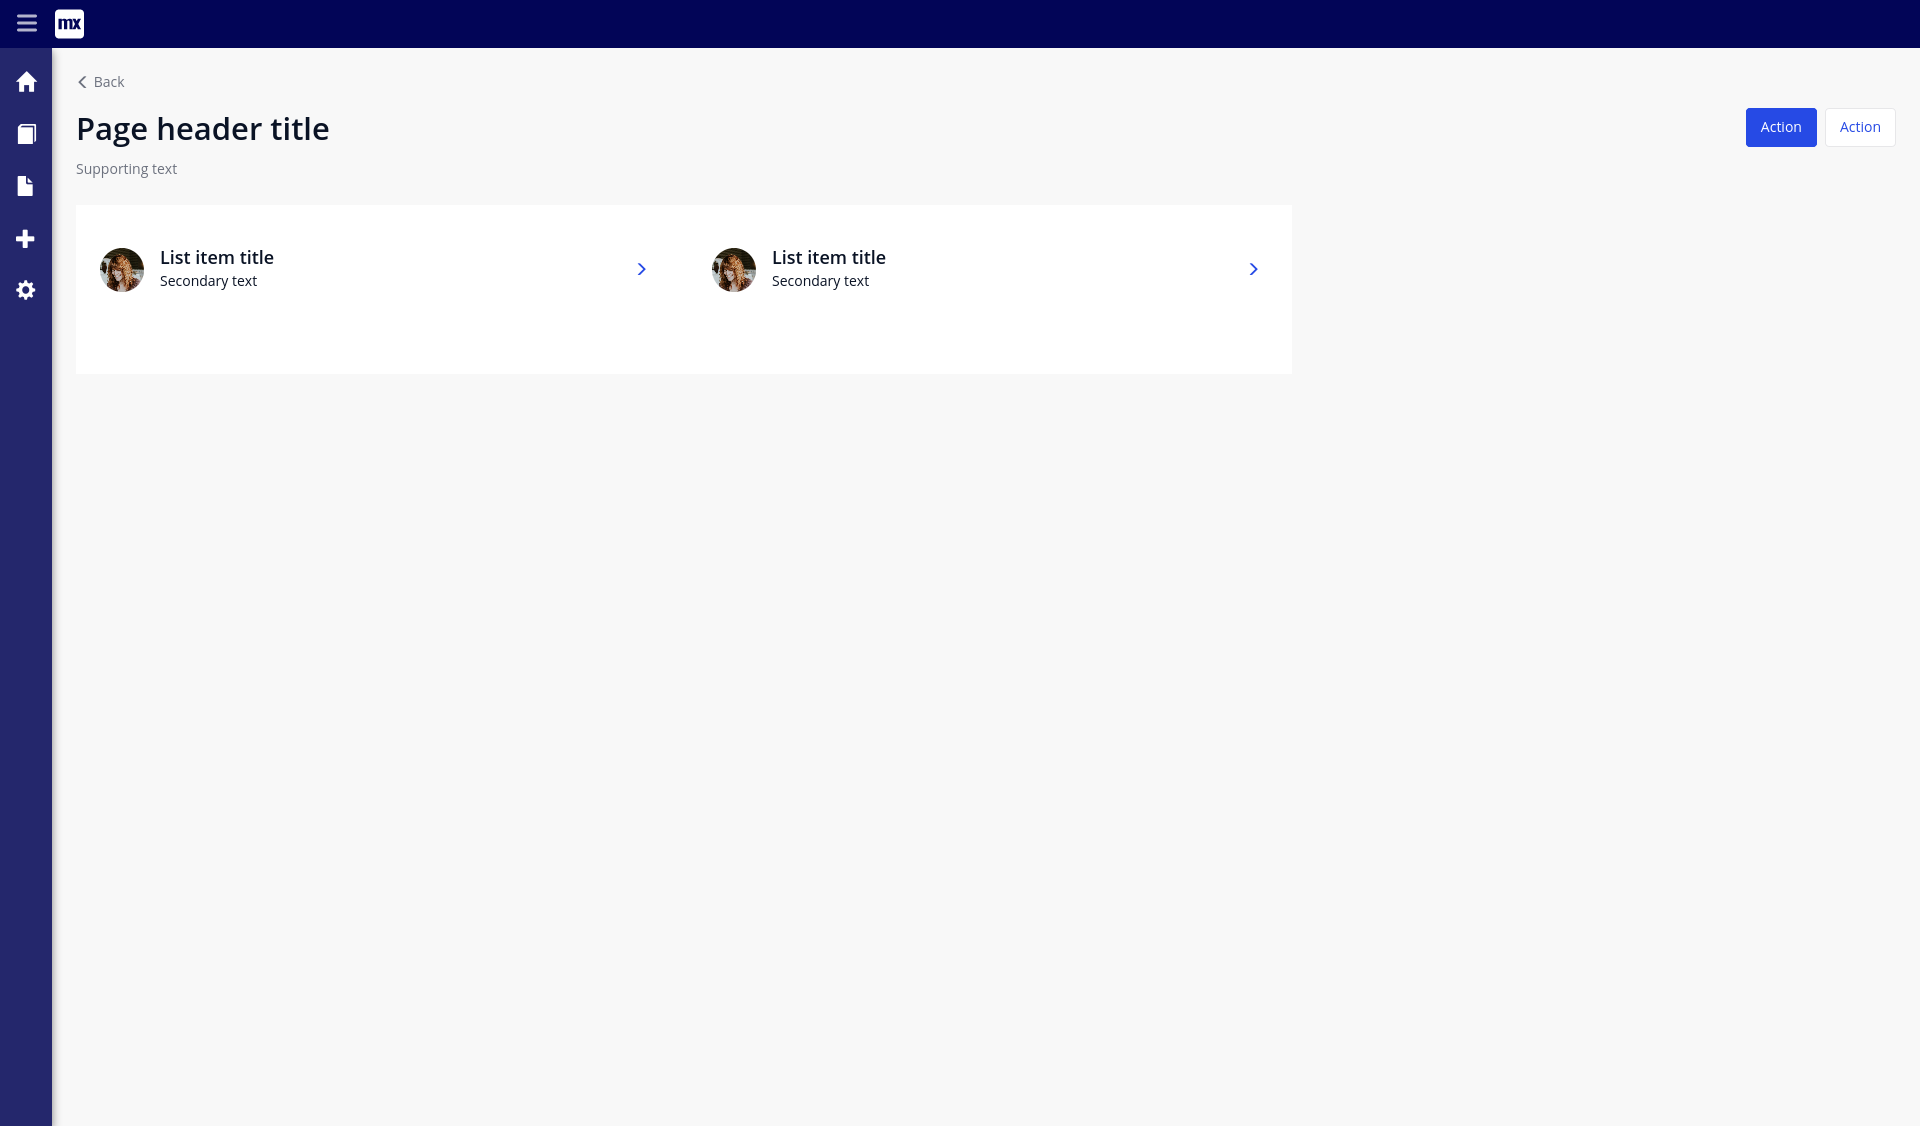 mx
Back
Page header title
Action
Action
Supporting text
List item title
Secondary text
List item title
Secondary text